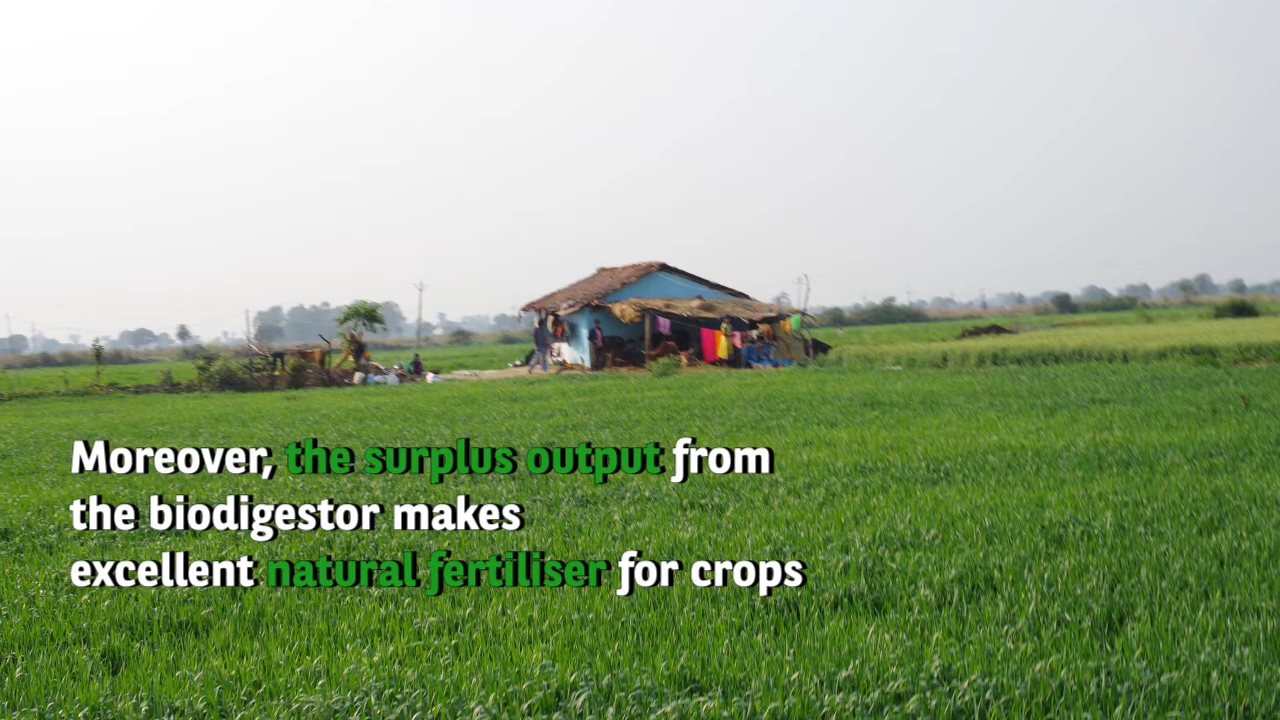 Moreover, the surplus output from
the biodigestor makes
excellent natural fertiliser for crops